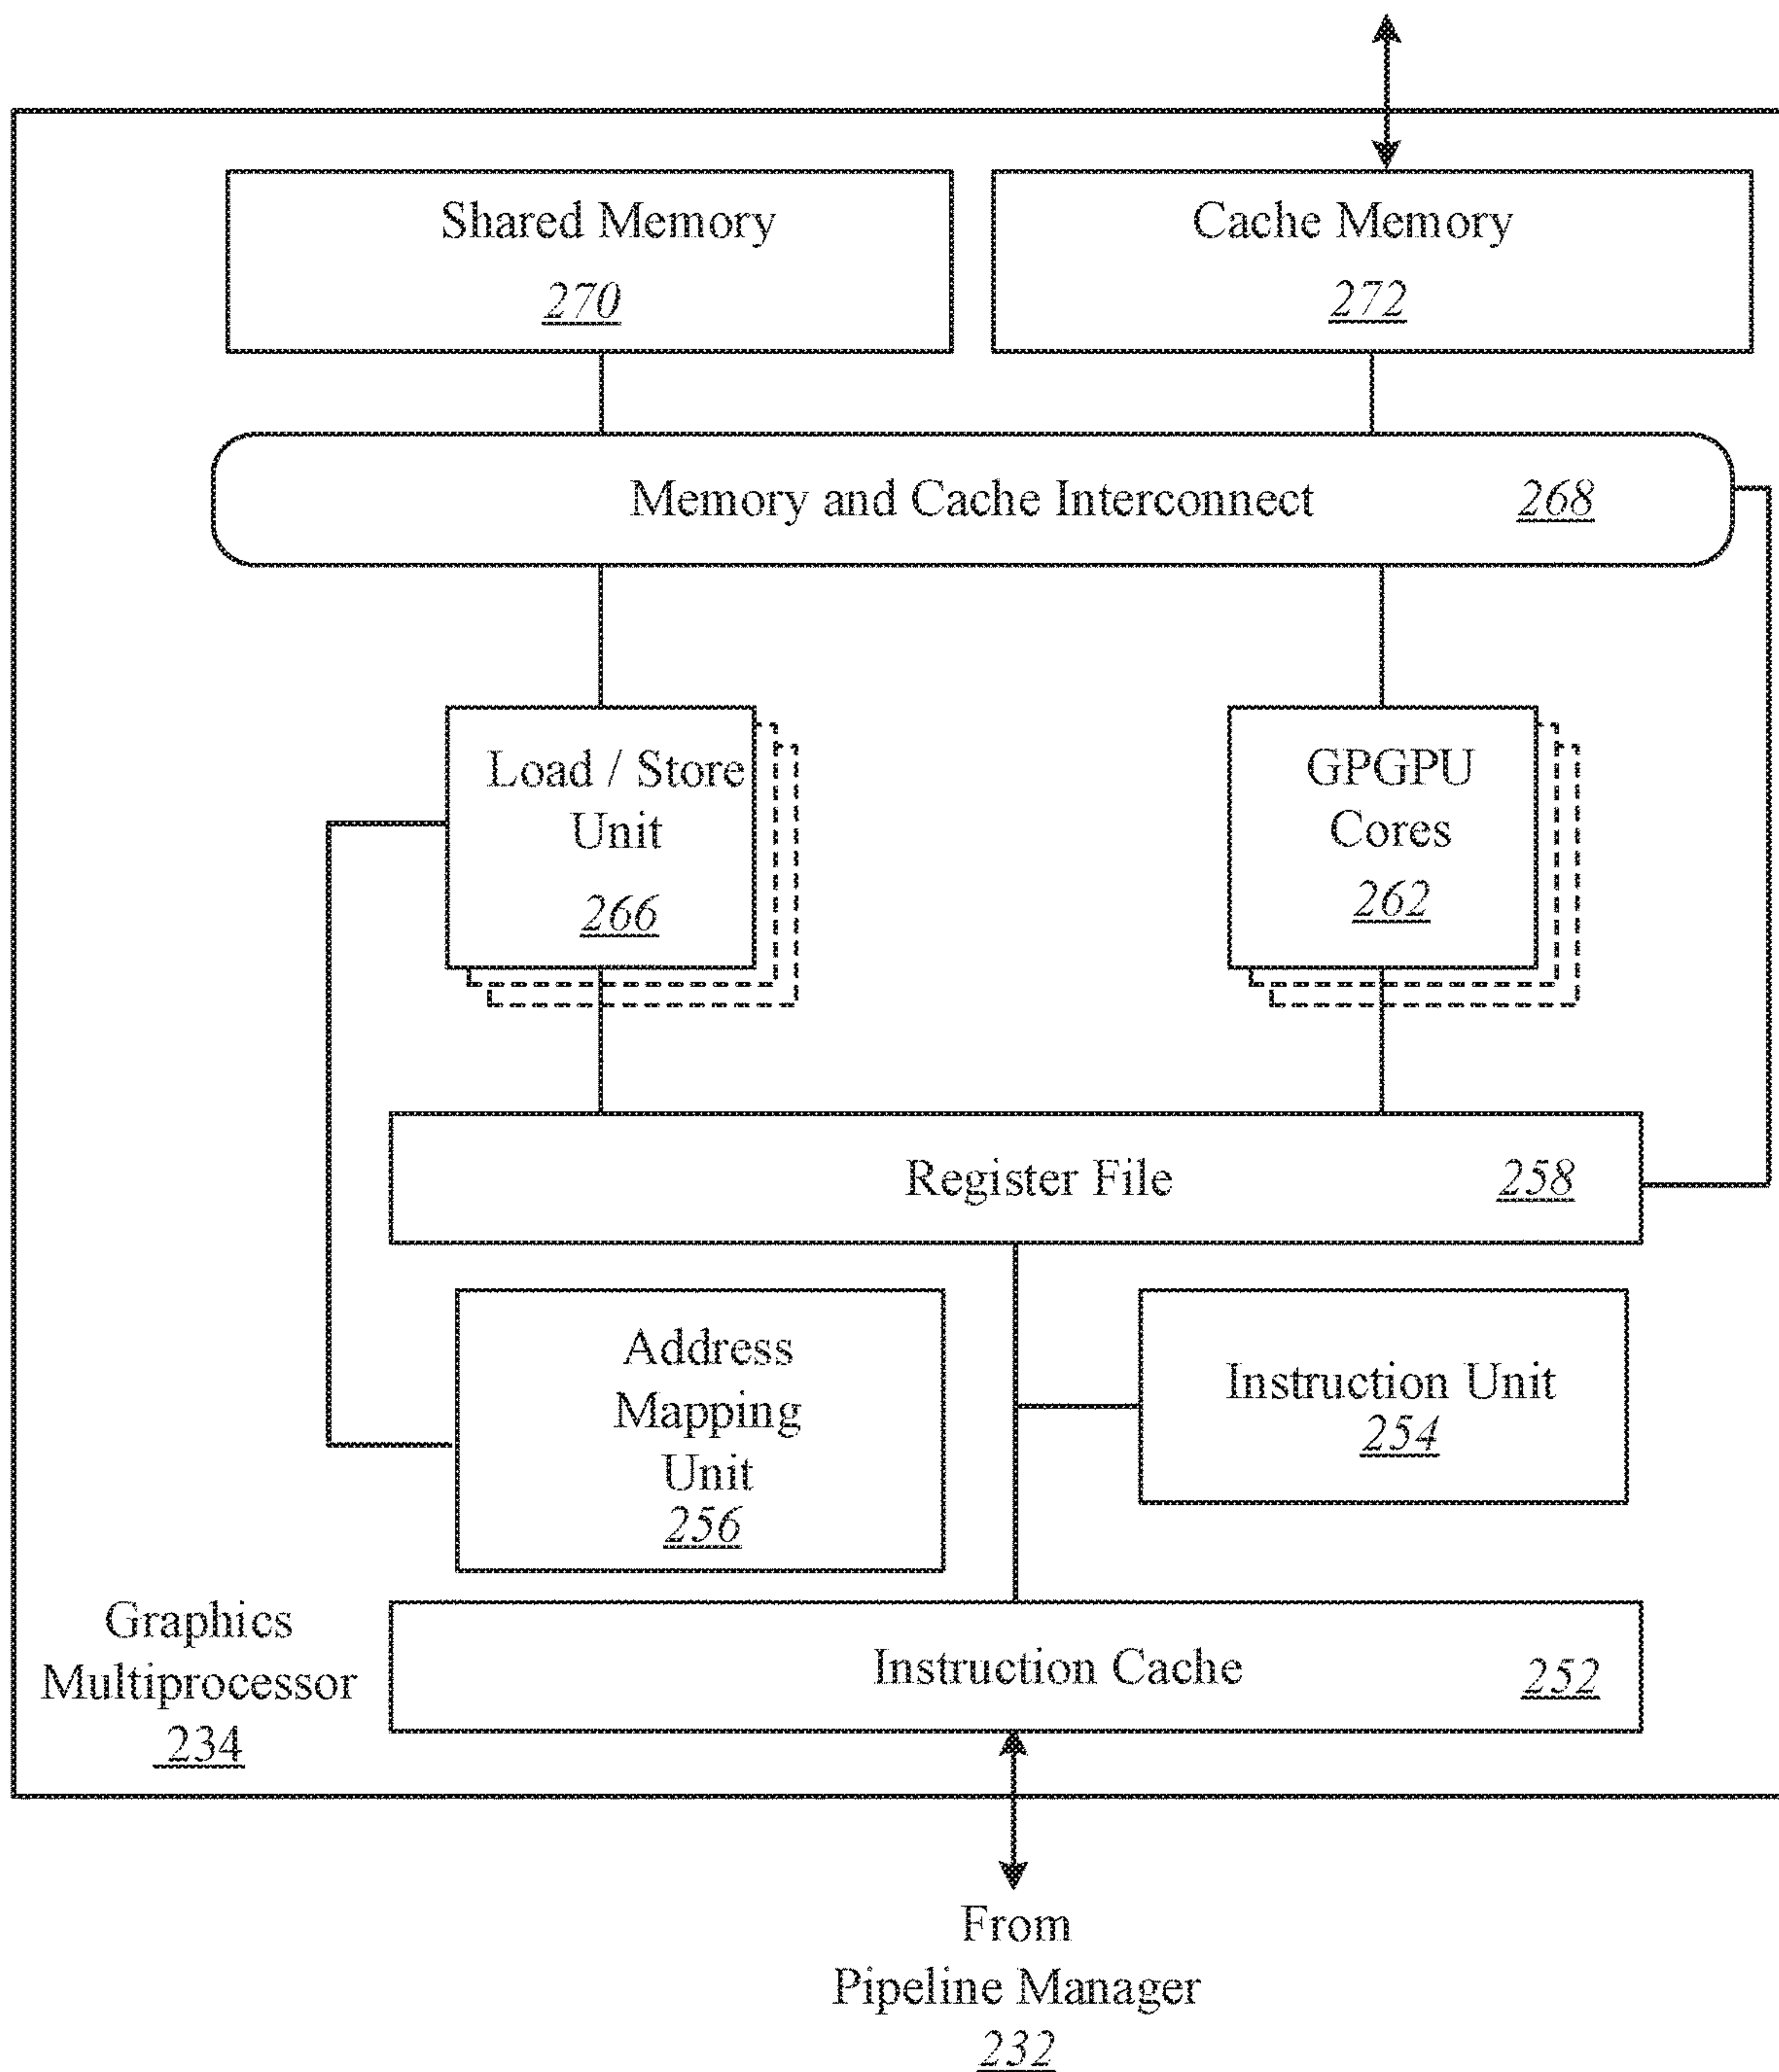 Shared Memory
270
Cache Memory
272
Memory and Cache Interconnect 268
Load / Store
Unit
266
GPGPU
Cores
262
Register File 258
Address
Mapping
Unit
256
Instruction Unit
254
Graphics
Multiprocessor
234
Instruction Cache 252
From
Pipeline Manager
232